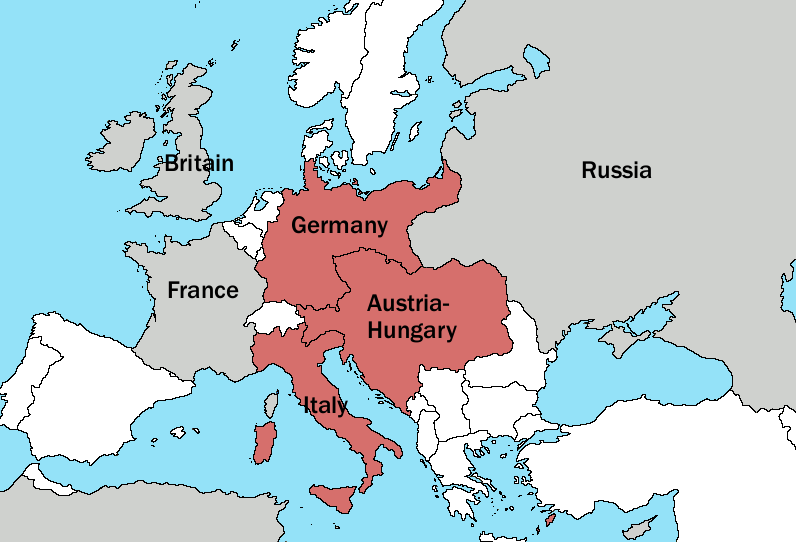 Britain
Russia
Germany
France
Austria-
Hungary
Italy